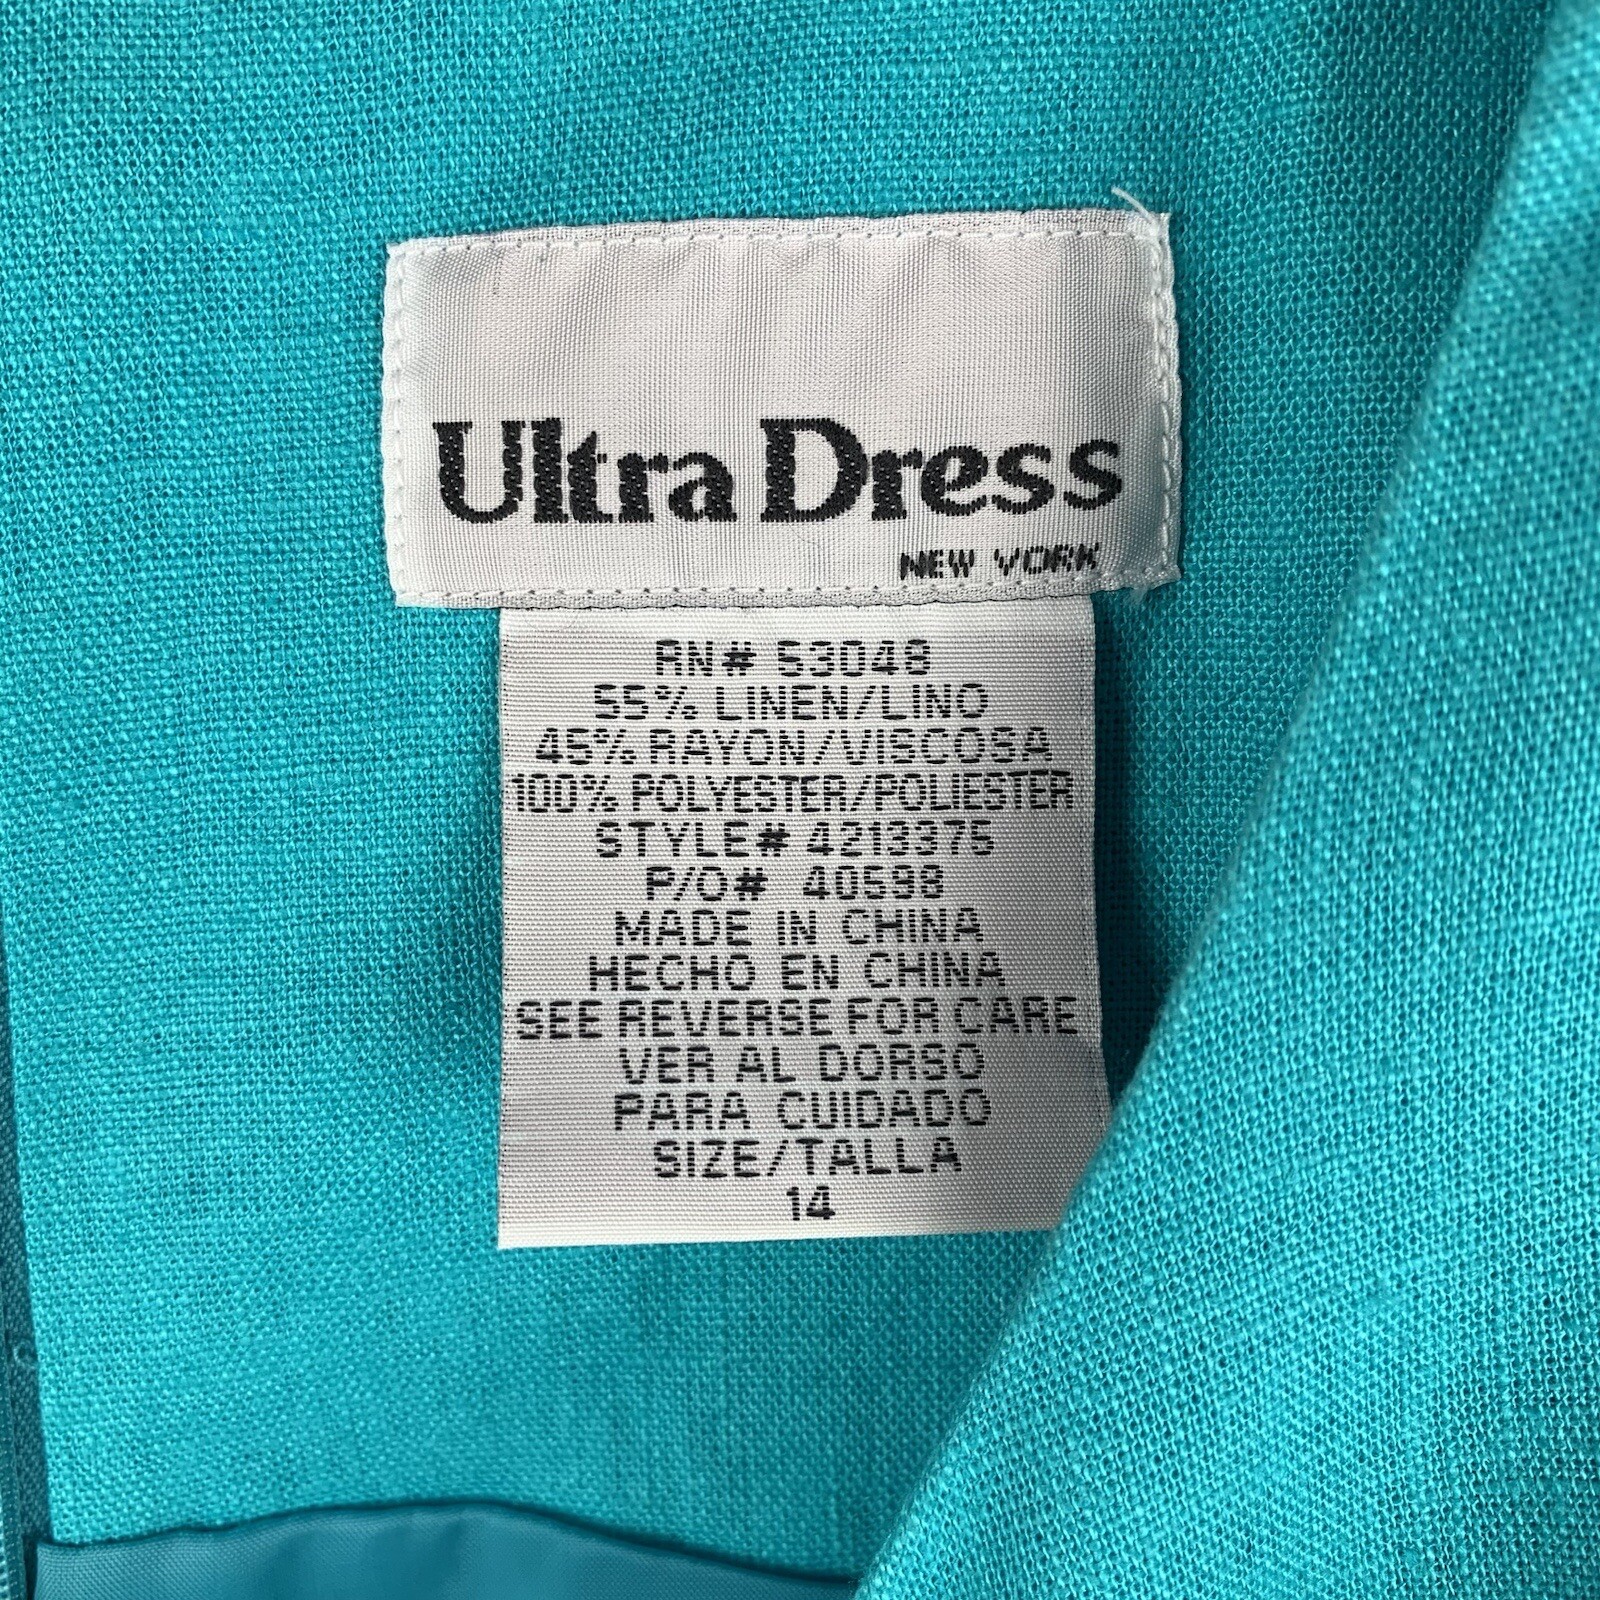 Ultra Dress
NEW YORK
RN# 53048
55% LINEN/LINO
45% RAYON/VISCOSA
100% POLYESTER/POLIESTER
STYLE# 4213375
P/O# 40598
MADE IN CHINA
HECHO EN CHINA
SEE REVERSE FOR CARE
VER AL DORSO
PARA CUIDADO
SIZE/TALLA
14